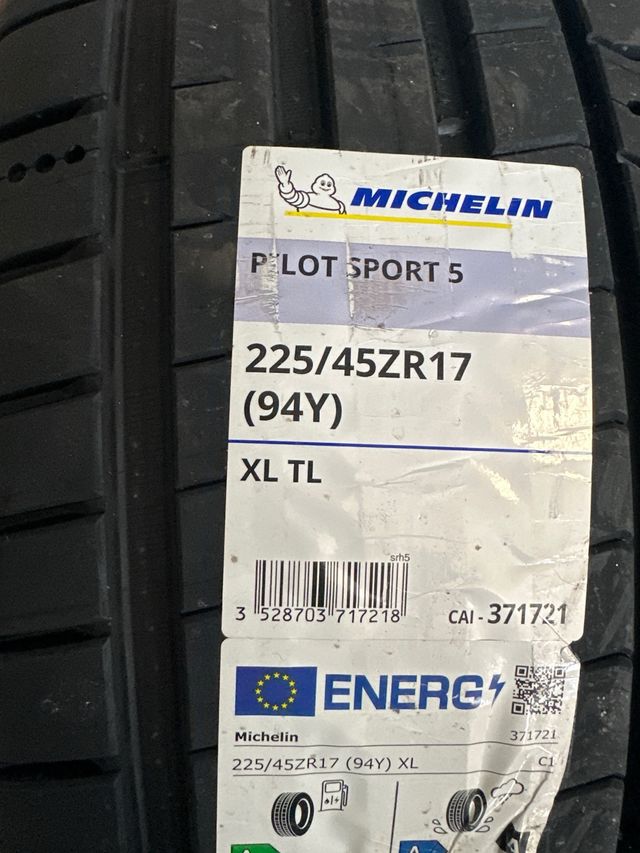 MICHELIN
PILOT SPORT 5
225/45ZR17
(94Y)
XL TL
srh5
3 528703 717218
CAI - 371721
ENERG
Michelin 371721
225/45ZR17 (94Y) XL C1
A